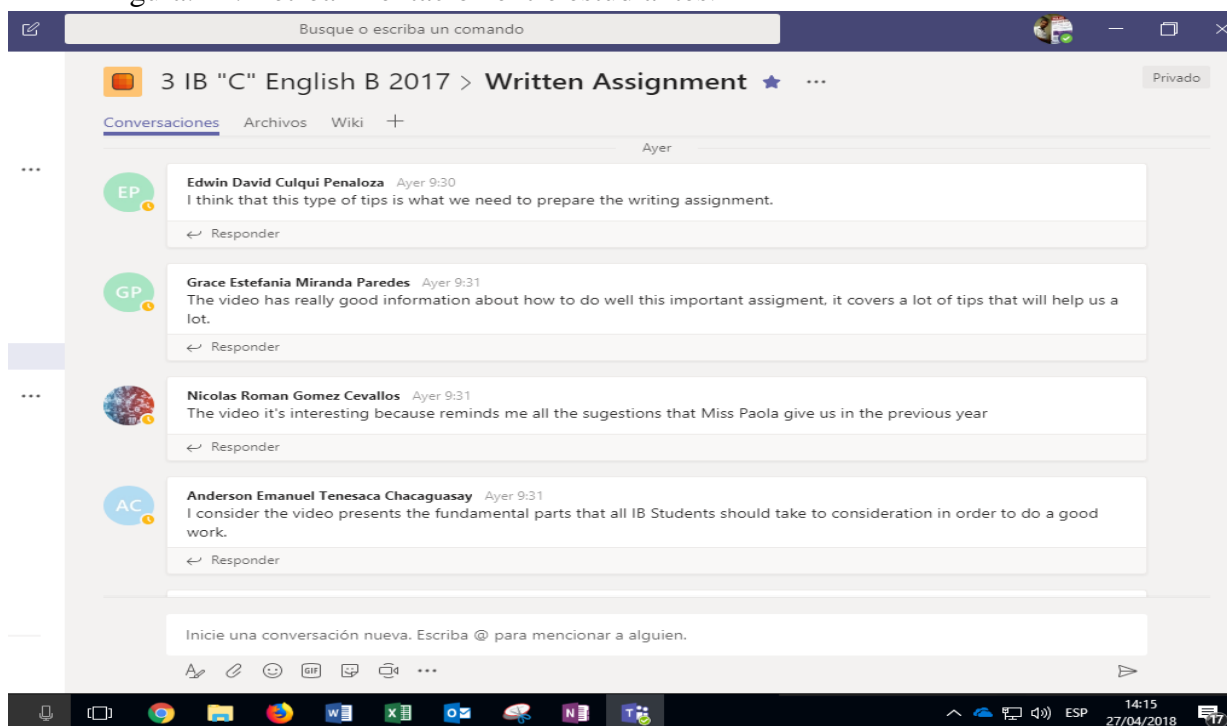 Busque o escriba un comando
3 IB "C" English B 2017 > Written Assignment
Privado
Conversaciones Archivos Wiki
Ayer
EP
Edwin David Culqui Penaloza Ayer 9:30
I think that this type of tips is what we need to prepare the writing assignment.
Responder
GP
Grace Estefania Miranda Paredes Ayer 9:31
The video has really good information about how to do well this important assigment, it covers a lot of tips that will help us a
lot.
Responder
Nicolas Roman Gomez Cevallos Ayer 9:31
The video it's interesting because reminds me all the sugestions that Miss Paola give us in the previous year
Responder
AC
Anderson Emanuel Tenesaca Chacaguasay Ayer 9:31
I consider the video presents the fundamental parts that all IB Students should take to consideration in order to do a good
work.
Responder
Inicie una conversación nueva. Escriba @ para mencionar a alguien.
GIF
ESP
14:15
27/04/2018